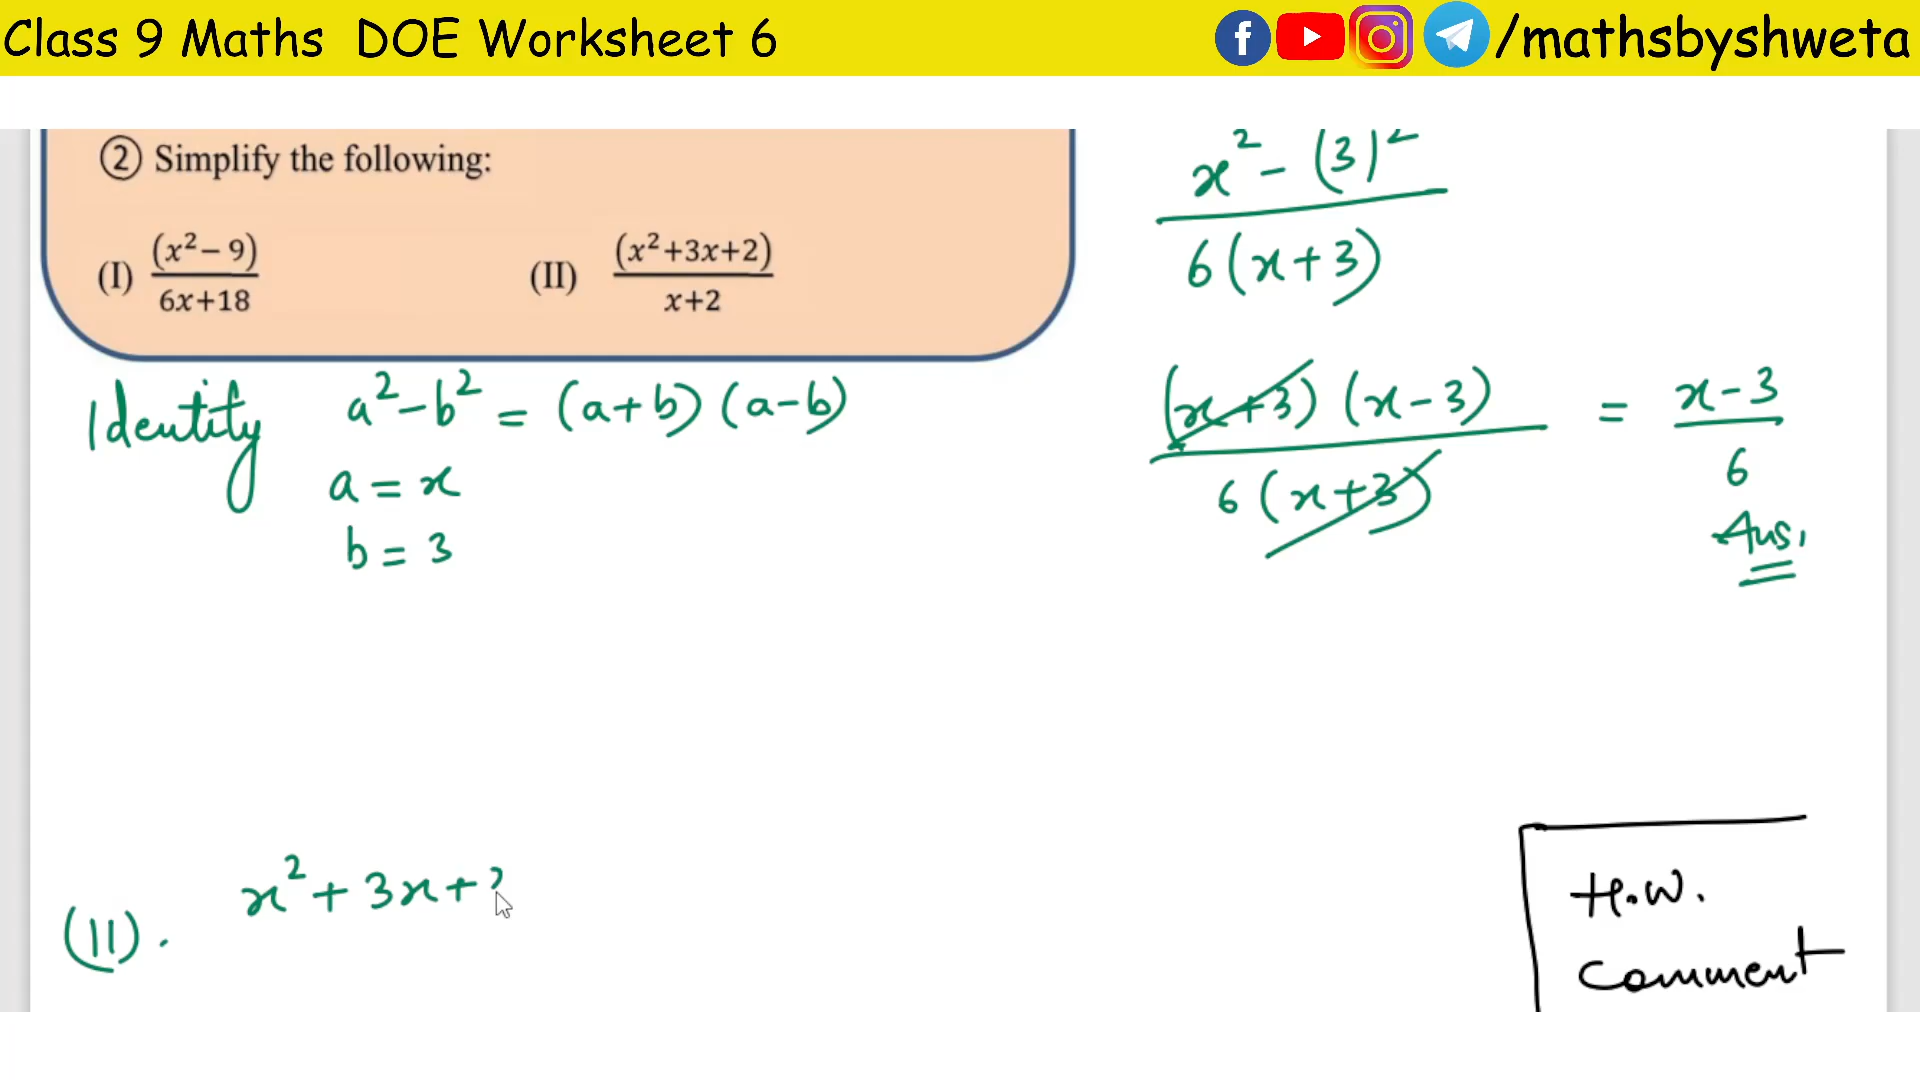 Class 9 Maths DOE Worksheet 6
/mathsbyshweta
② Simplify the following:
(I) (x²– 9)/6x+18
(II) (x²+3x+2)/x+2
x² – (3)²
6(x+3)
Identity a²–b² = (a+b)(a–b)
a = x
b = 3
(x+3)(x–3) = x–3
6(x+3) 6
Ans.
(II). x²+3x+
H.W.
Comment